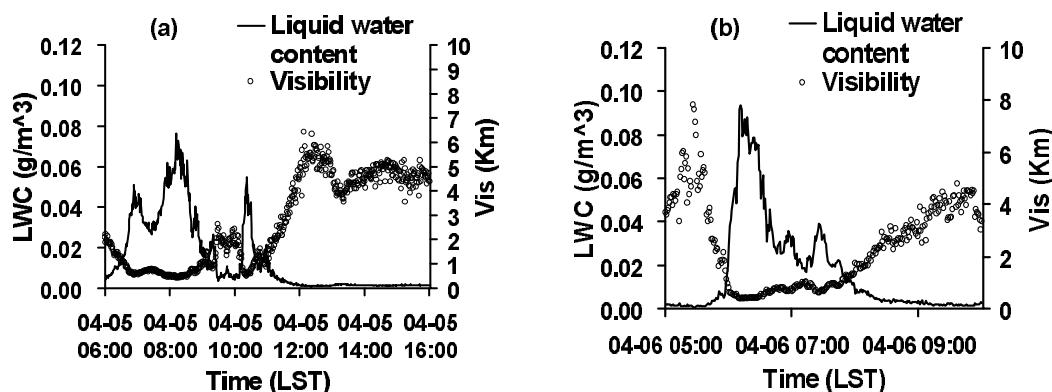 (a)
Liquid water
content
Visibility
0.12
0.10
0.08
0.06
0.04
0.02
0.00
LWC (g/m^3)
10
9
8
7
6
5
4
3
2
1
0
Vis (Km)
04-05 04-05 04-05 04-05 04-05 04-05
06:00 08:00 10:00 12:00 14:00 16:00
Time (LST)
(b)
Liquid water
content
Visibility
0.12
0.10
0.08
0.06
0.04
0.02
0.00
LWC (g/m^3)
10
8
6
4
2
0
Vis (Km)
04-06 05:00 04-06 07:00 04-06 09:00
Time (LST)